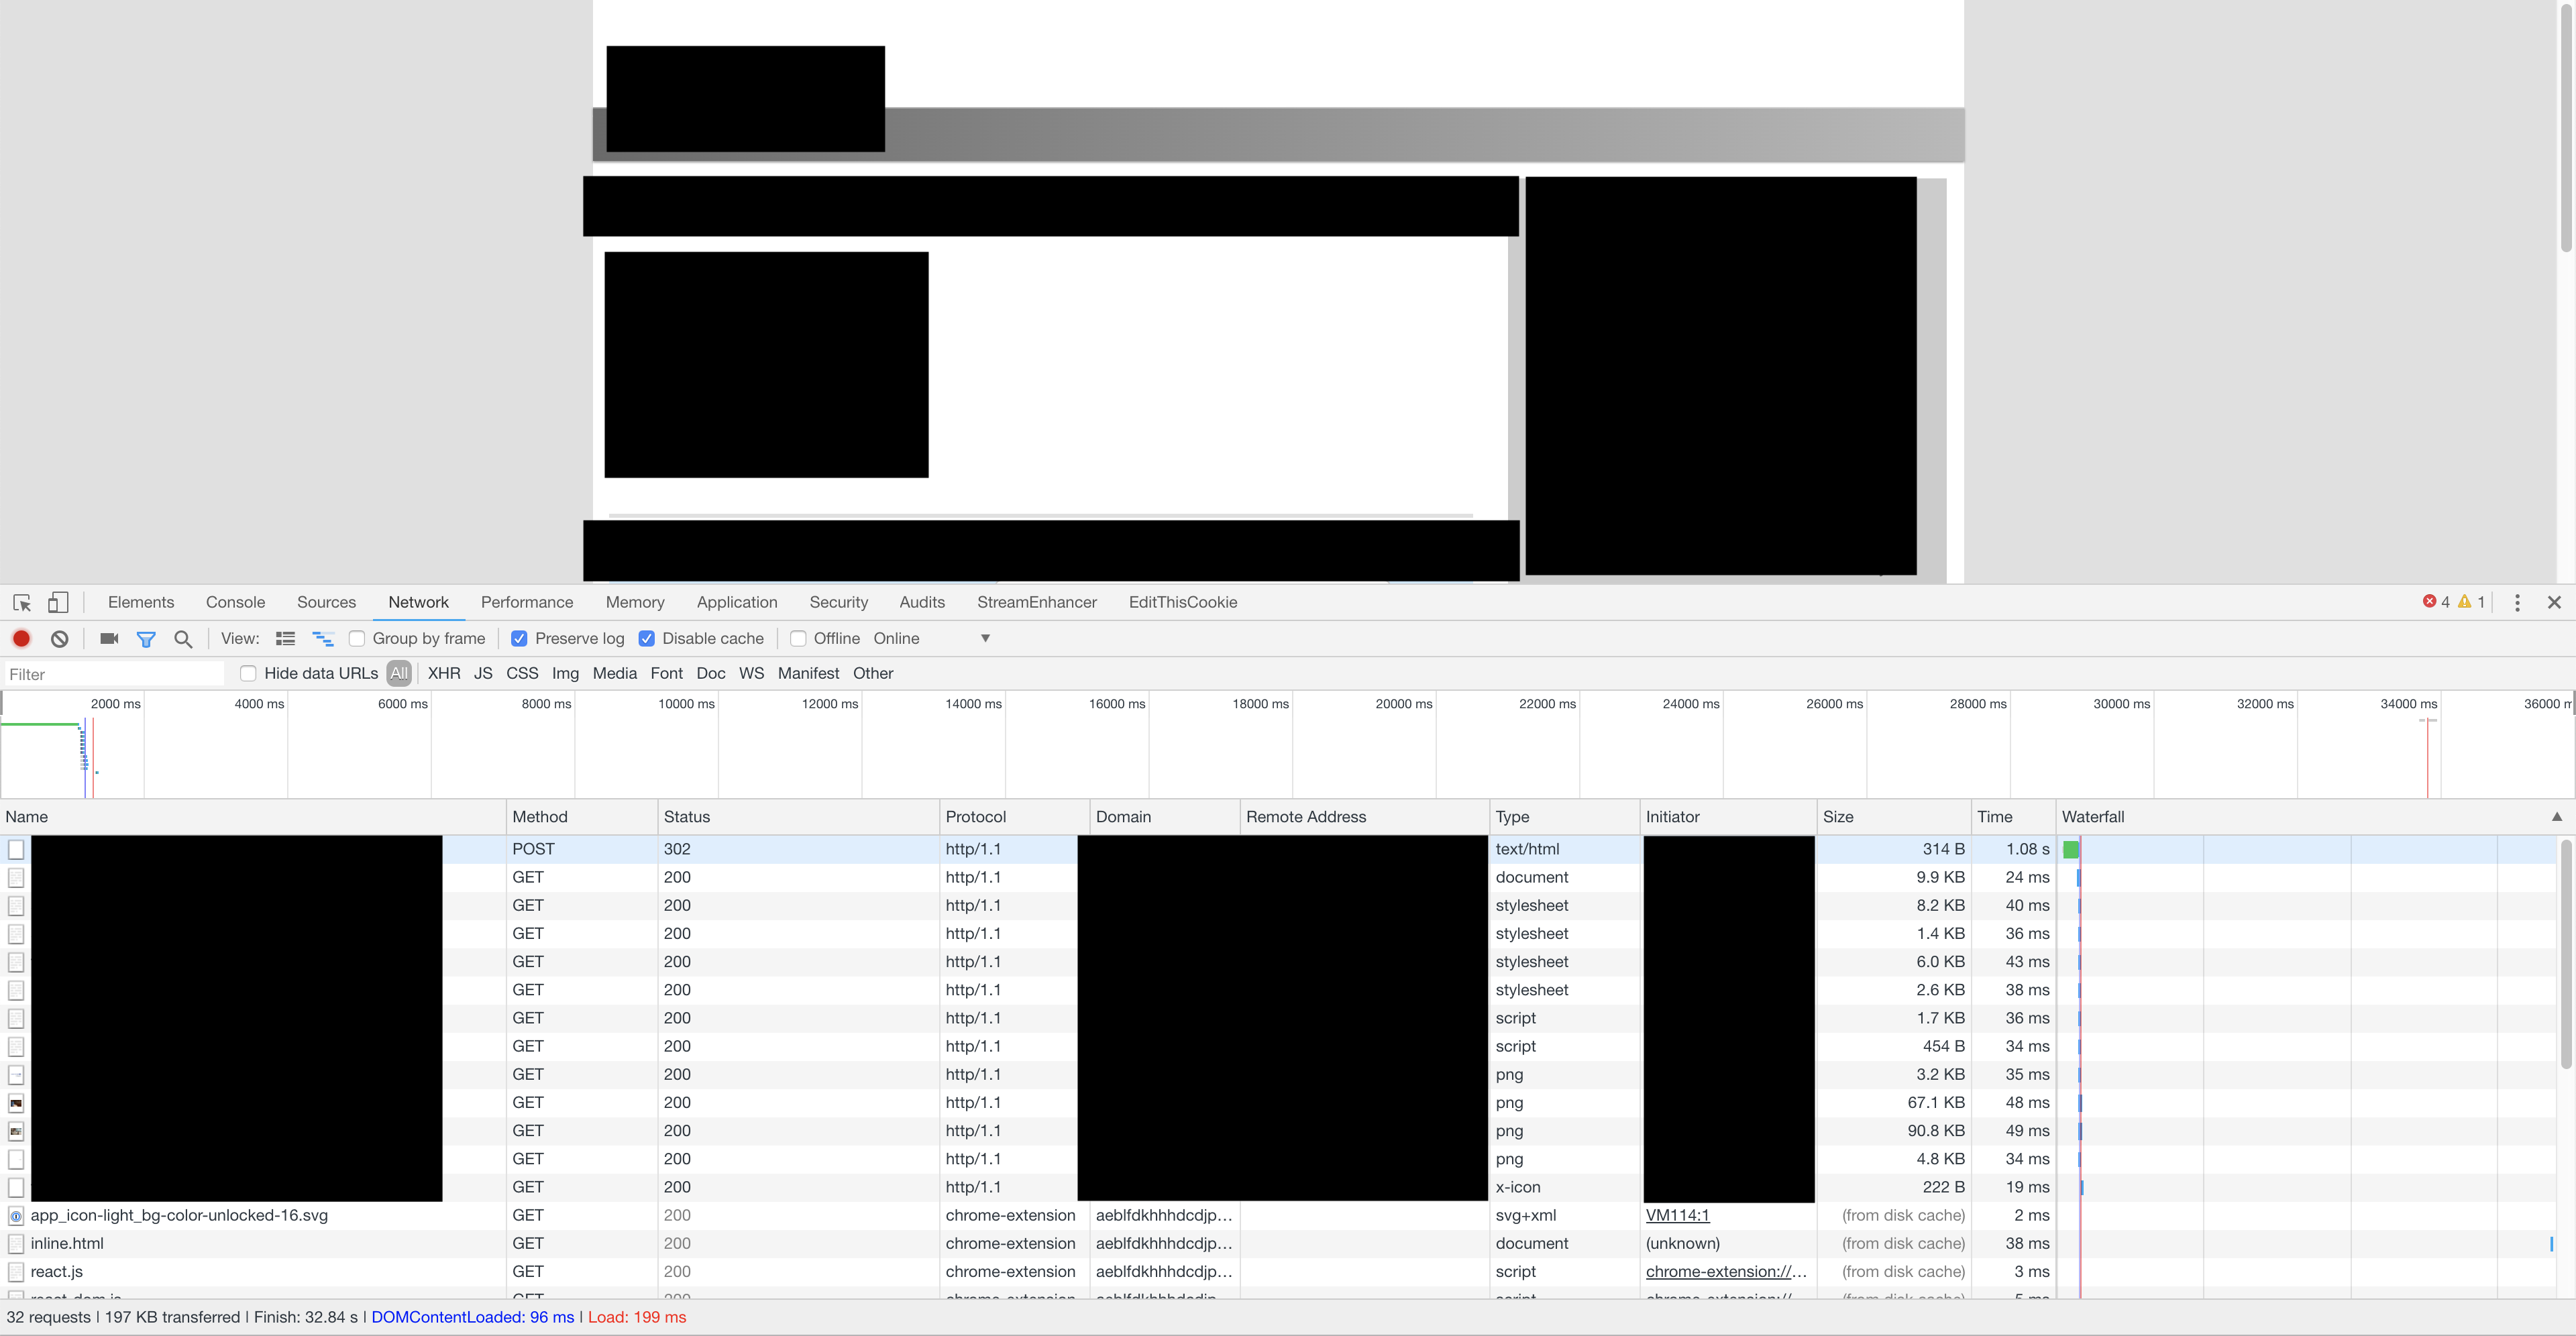 Elements Console Sources Network Performance Memory Application Security Audits StreamEnhancer EditThisCookie 4 1
View: Group by frame Preserve log Disable cache Offline Online
Filter Hide data URLs All XHR JS CSS Img Media Font Doc WS Manifest Other
2000 ms 4000 ms 6000 ms 8000 ms 10000 ms 12000 ms 14000 ms 16000 ms 18000 ms 20000 ms 22000 ms 24000 ms 26000 ms 28000 ms 30000 ms 32000 ms 34000 ms 36000 m
Name Method Status Protocol Domain Remote Address Type Initiator Size Time Waterfall
POST 302 http/1.1 text/html 314 B 1.08 s
GET 200 http/1.1 document 9.9 KB 24 ms
GET 200 http/1.1 stylesheet 8.2 KB 40 ms
GET 200 http/1.1 stylesheet 1.4 KB 36 ms
GET 200 http/1.1 stylesheet 6.0 KB 43 ms
GET 200 http/1.1 stylesheet 2.6 KB 38 ms
GET 200 http/1.1 script 1.7 KB 36 ms
GET 200 http/1.1 script 454 B 34 ms
GET 200 http/1.1 png 3.2 KB 35 ms
GET 200 http/1.1 png 67.1 KB 48 ms
GET 200 http/1.1 png 90.8 KB 49 ms
GET 200 http/1.1 png 4.8 KB 34 ms
GET 200 http/1.1 x-icon 222 B 19 ms
app_icon-light_bg-color-unlocked-16.svg GET 200 chrome-extension aeblfdkhhhdcdjp... svg+xml VM114:1 (from disk cache) 2 ms
inline.html GET 200 chrome-extension aeblfdkhhhdcdjp... document (unknown) (from disk cache) 38 ms
react.js GET 200 chrome-extension aeblfdkhhhdcdjp... script chrome-extension://... (from disk cache) 3 ms
32 requests | 197 KB transferred | Finish: 32.84 s | DOMContentLoaded: 96 ms | Load: 199 ms